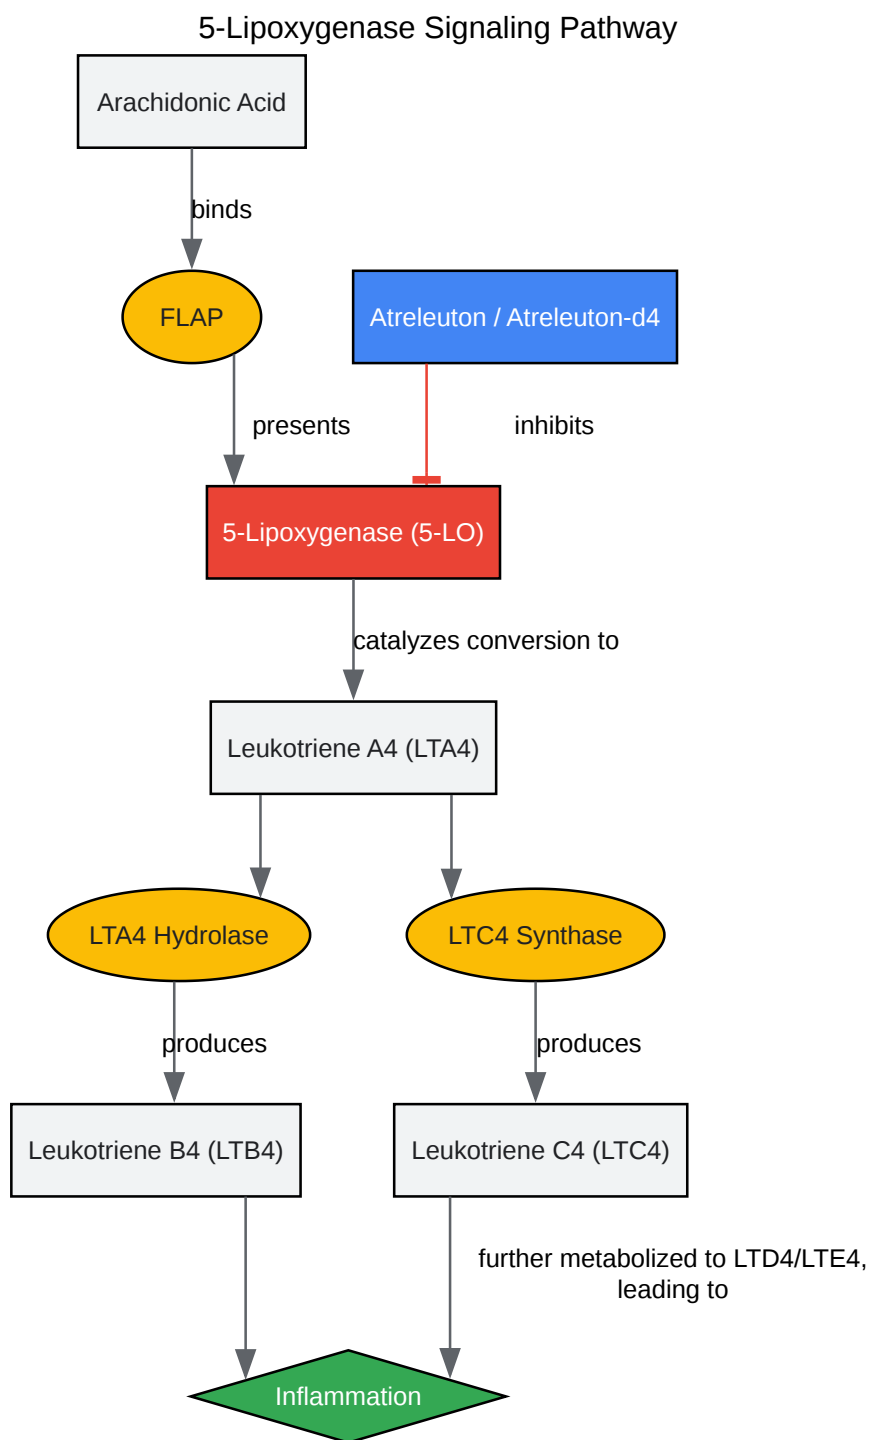 5-Lipoxygenase Signaling Pathway
Arachidonic Acid
binds
FLAP
Atreleuton / Atreleuton-d4
presents
inhibits
5-Lipoxygenase (5-LO)
catalyzes conversion to
Leukotriene A4 (LTA4)
LTA4 Hydrolase
LTC4 Synthase
produces
produces
Leukotriene B4 (LTB4)
Leukotriene C4 (LTC4)
further metabolized to LTD4/LTE4,
leading to
Inflammation